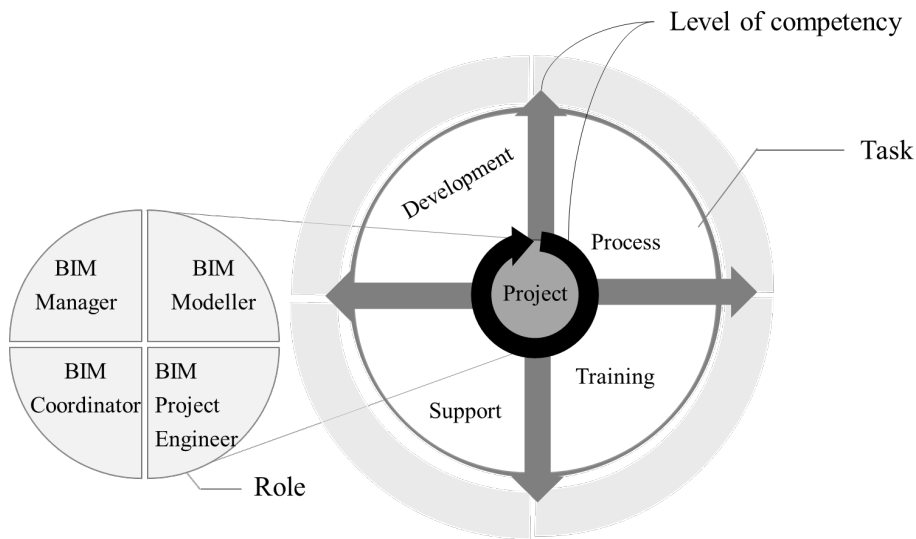 Level of competency
Task
Development
Process
Project
Training
Support
BIM
Manager
BIM
Modeller
BIM
Coordinator
BIM
Project
Engineer
Role